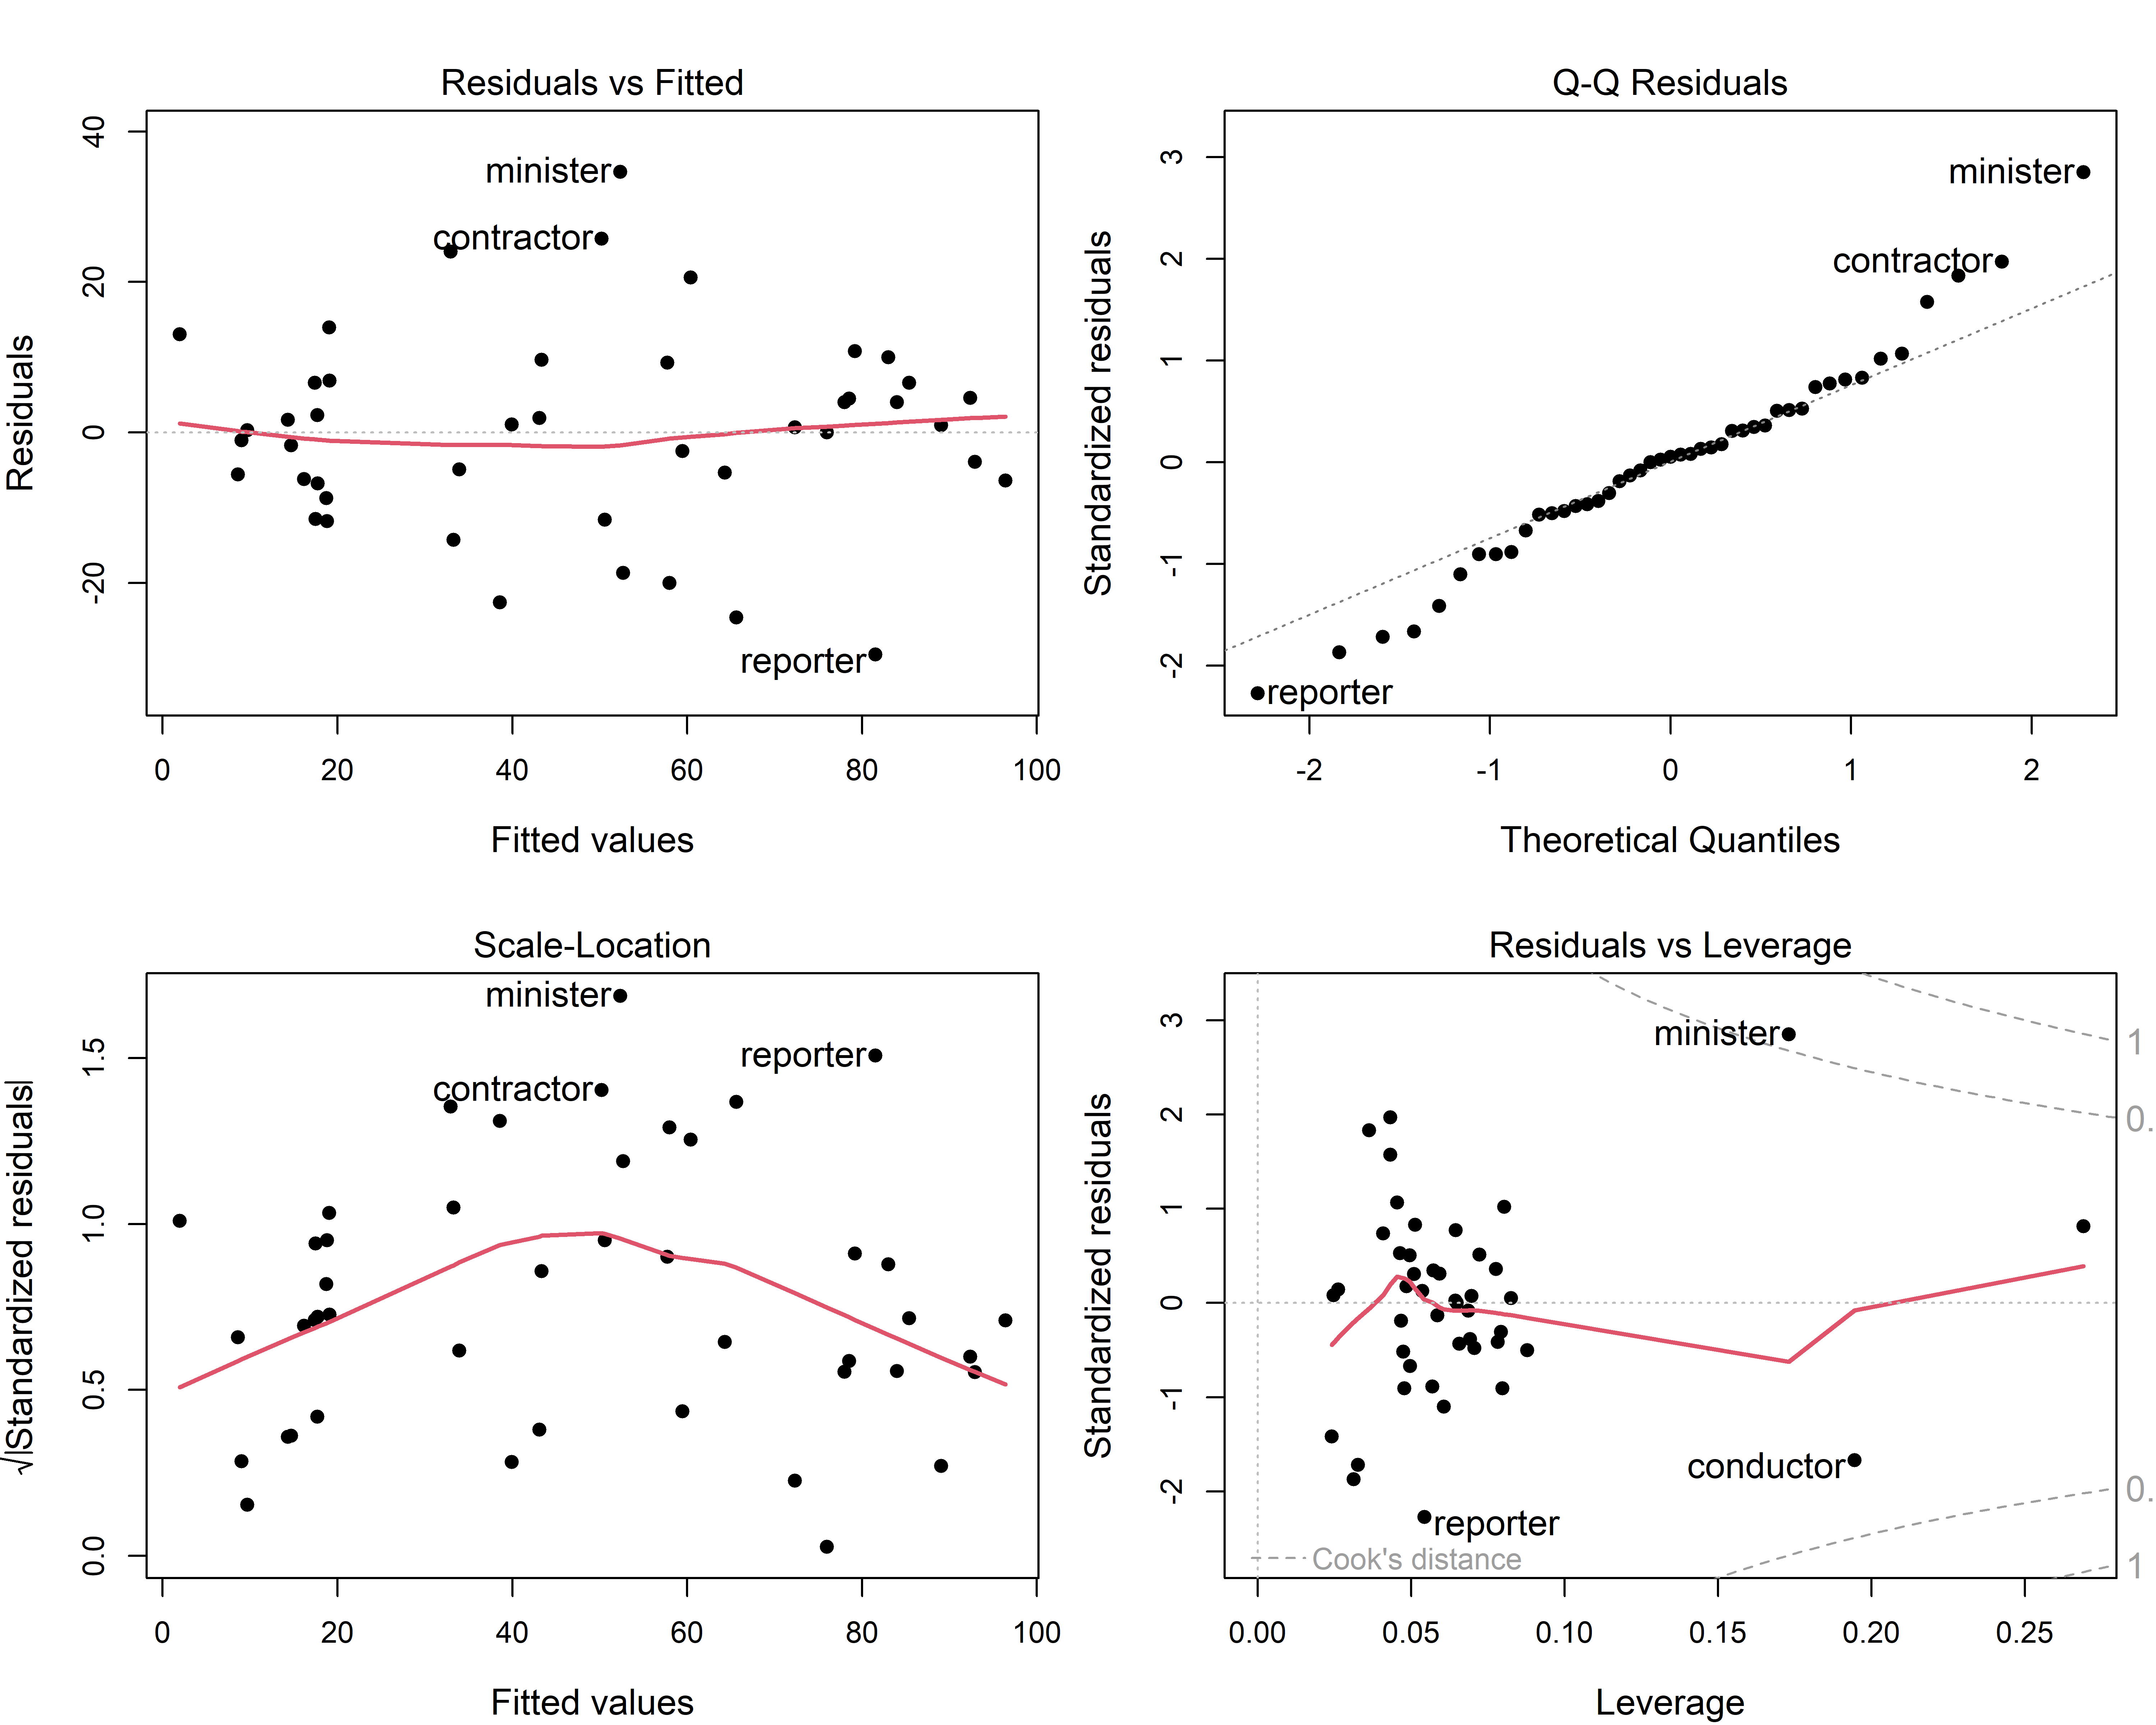 Residuals vs Fitted
40
20
0
-20
Residuals
minister
contractor
reporter
0 20 40 60 80 100
Fitted values
Q-Q Residuals
3
2
1
0
-1
-2
Standardized residuals
minister
contractor
reporter
-2 -1 0 1 2
Theoretical Quantiles
Scale-Location
1.5
1.0
0.5
0.0
√|Standardized residuals|
minister
reporter
contractor
0 20 40 60 80 100
Fitted values
Residuals vs Leverage
3
2
1
0
-1
-2
Standardized residuals
minister
conductor
reporter
Cook's distance
1
0.
0.
1
0.00 0.05 0.10 0.15 0.20 0.25
Leverage